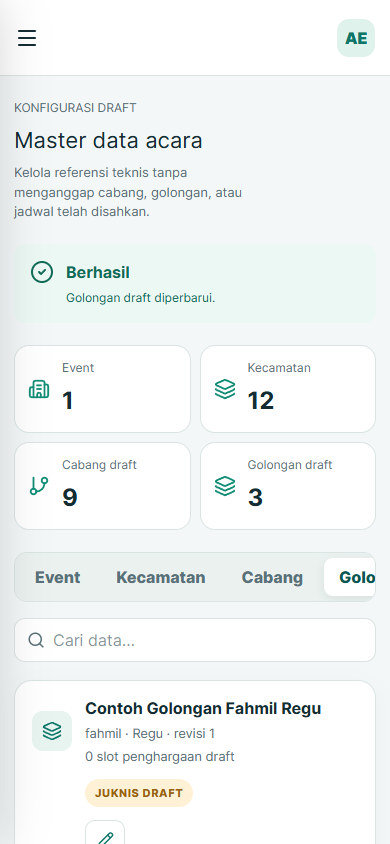 AE
KONFIGURASI DRAFT
Master data acara
Kelola referensi teknis tanpa
menganggap cabang, golongan, atau
jadwal telah disahkan.
Berhasil
Golongan draft diperbarui.
Event
1
Kecamatan
12
Cabang draft
9
Golongan draft
3
Event Kecamatan Cabang Golo
Cari data...
Contoh Golongan Fahmil Regu
fahmil · Regu · revisi 1
0 slot penghargaan draft
JUKNIS DRAFT